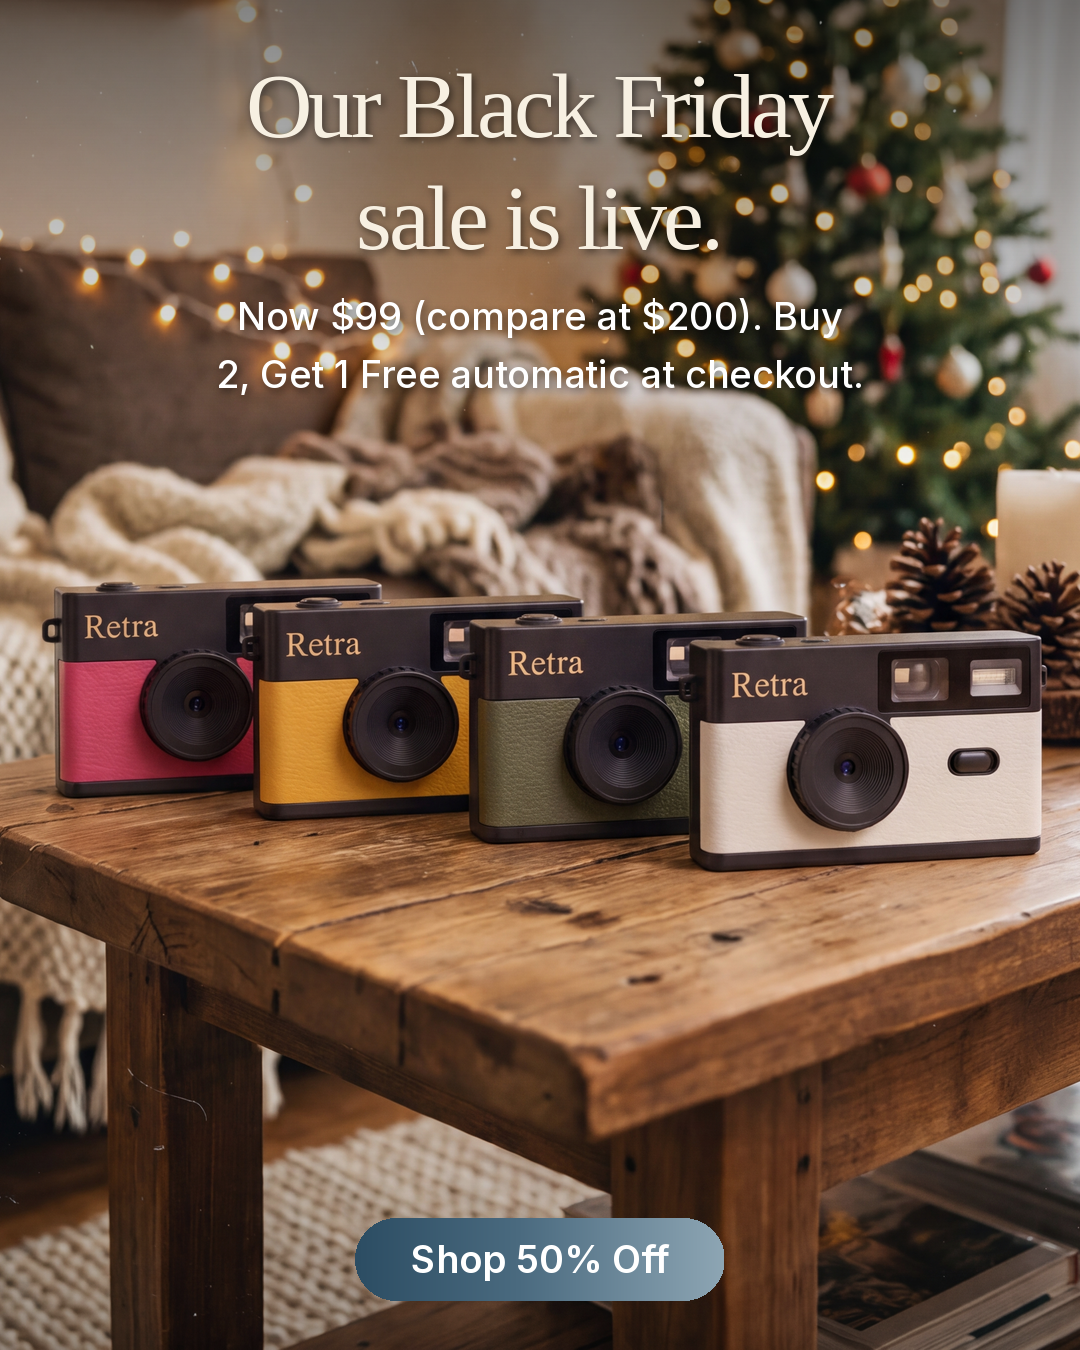 Our Black Friday
sale is live.
Now $99 (compare at $200). Buy
2, Get 1 Free automatic at checkout.
Retra
Retra
Retra
Retra
Shop 50% Off